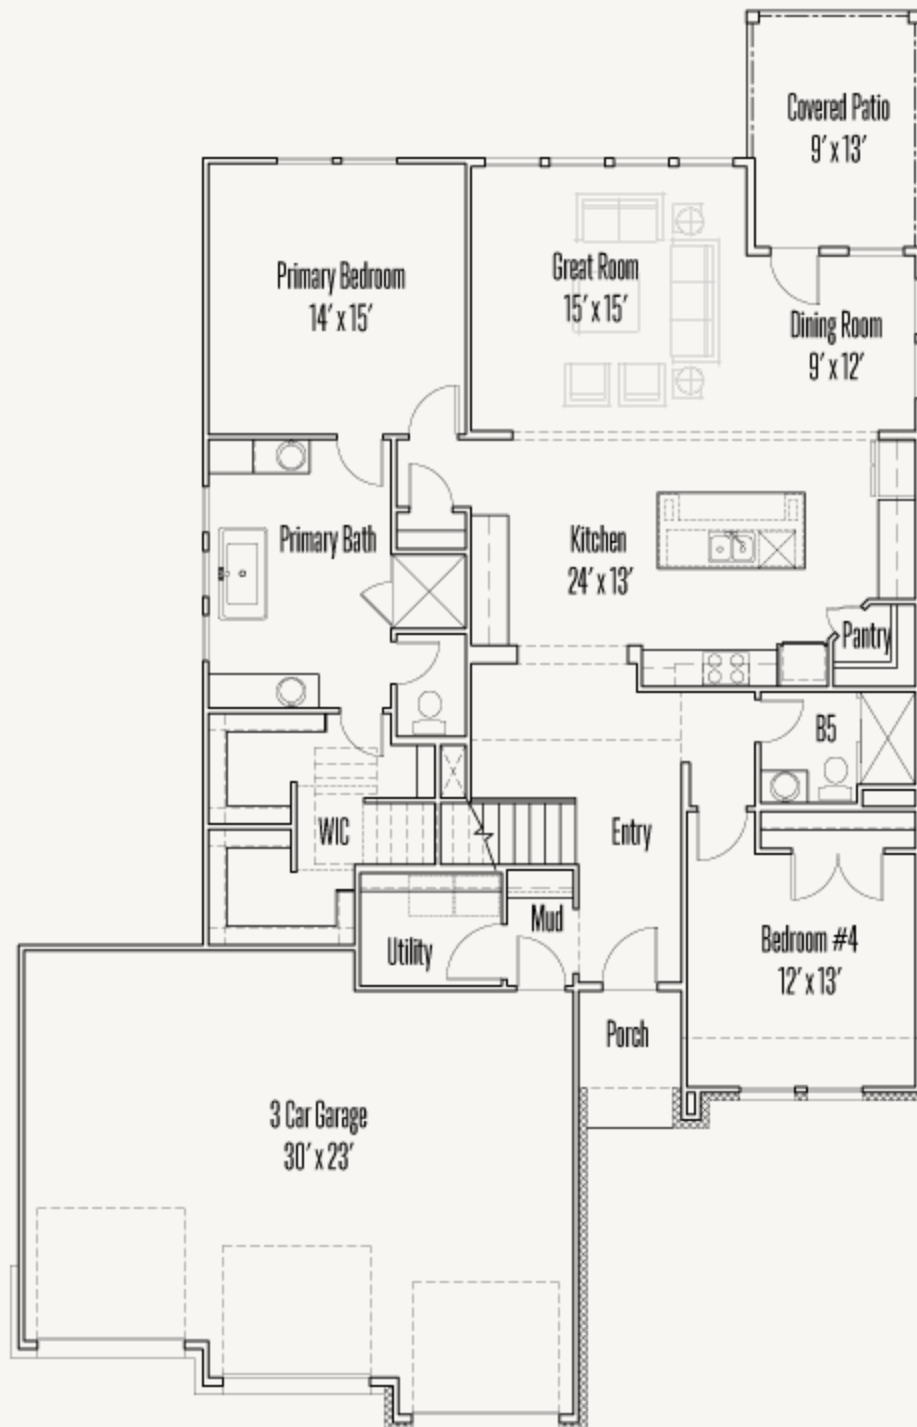 Covered Patio
9' x 13'
Primary Bedroom
14' x 15'
Great Room
15' x 15'
Dining Room
9' x 12'
Primary Bath
Kitchen
24' x 13'
Pantry
B5
WIC
Entry
Mud
Utility
Bedroom #4
12' x 13'
Porch
3 Car Garage
30' x 23'